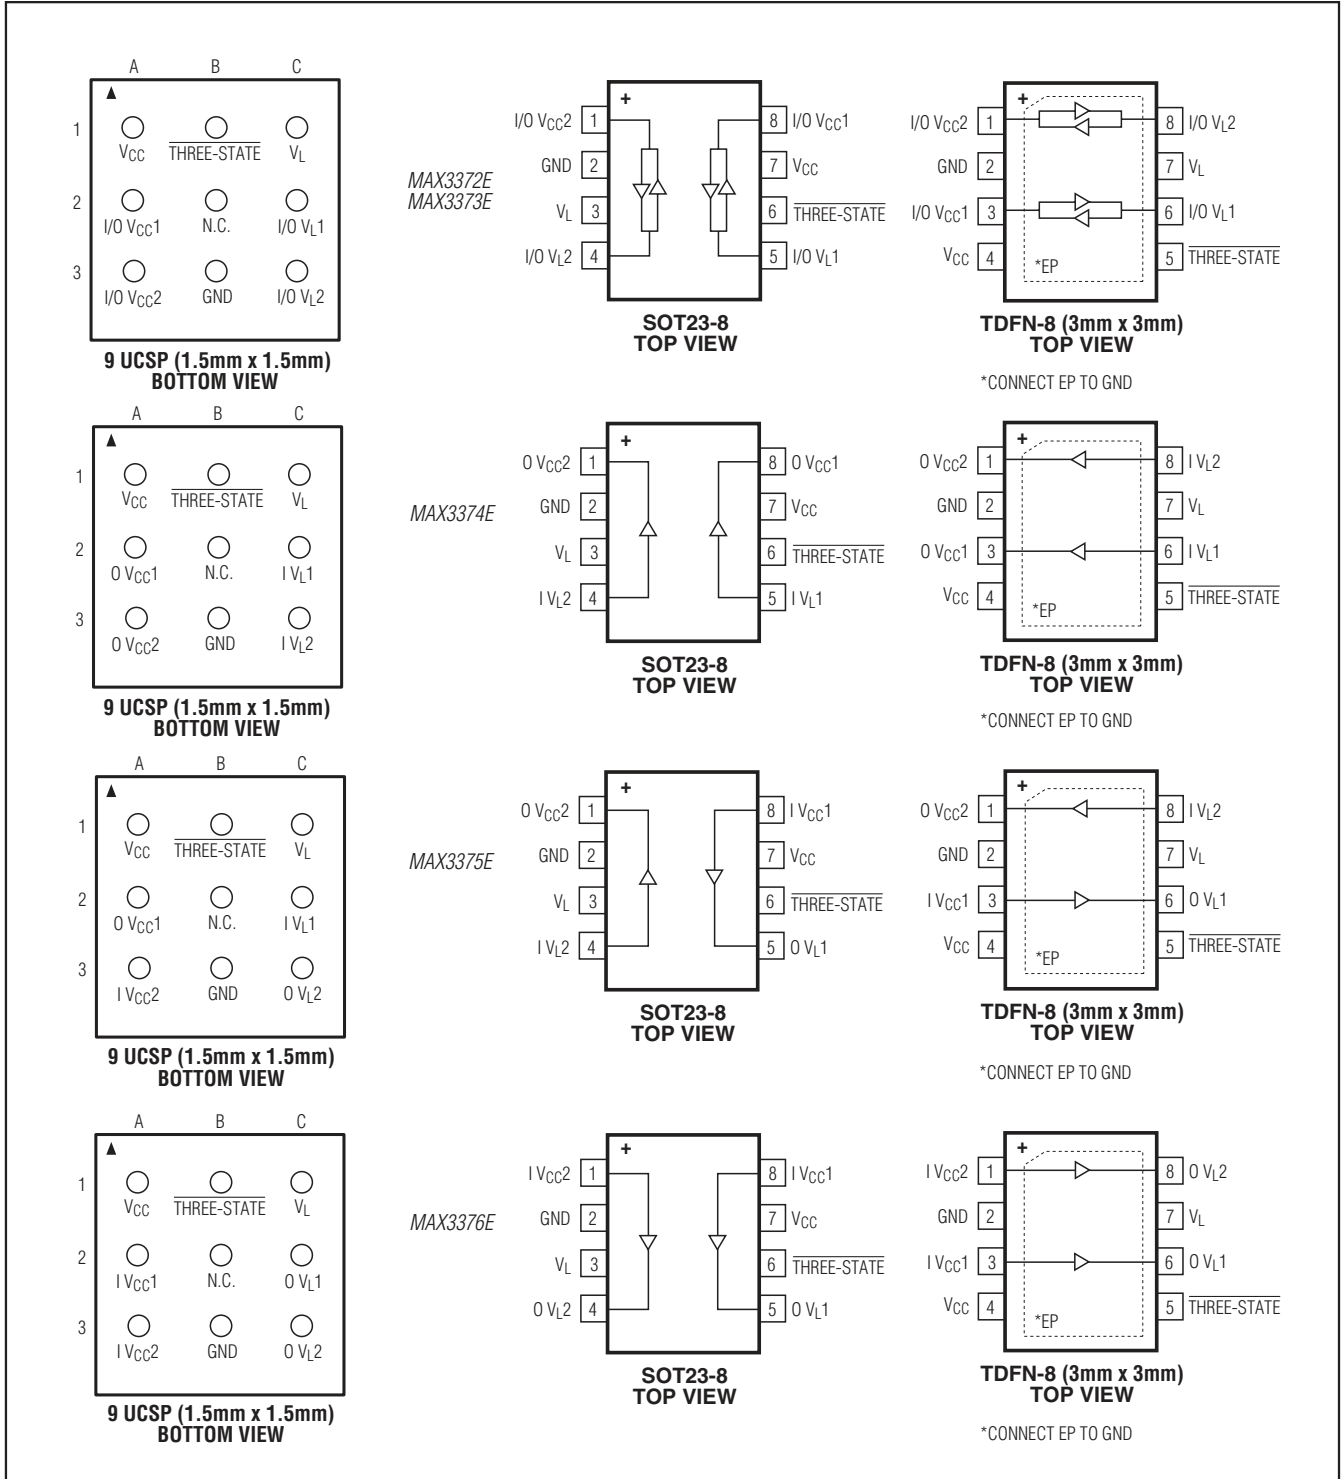 A B C
1
VCC THREE-STATE VL
2
I/O VCC1 N.C. I/O VL1
3
I/O VCC2 GND I/O VL2
9 UCSP (1.5mm x 1.5mm)
BOTTOM VIEW
MAX3372E
MAX3373E
+
I/O VCC2 1 8 I/O VCC1
GND 2 7 VCC
VL 3 6 THREE-STATE
I/O VL2 4 5 I/O VL1
SOT23-8
TOP VIEW
+
I/O VCC2 1 8 I/O VL2
GND 2 7 VL
I/O VCC1 3 6 I/O VL1
VCC 4 5 THREE-STATE
*EP
TDFN-8 (3mm x 3mm)
TOP VIEW
*CONNECT EP TO GND
A B C
1
VCC THREE-STATE VL
2
O VCC1 N.C. I VL1
3
O VCC2 GND I VL2
9 UCSP (1.5mm x 1.5mm)
BOTTOM VIEW
MAX3374E
+
O VCC2 1 8 O VCC1
GND 2 7 VCC
VL 3 6 THREE-STATE
I VL2 4 5 I VL1
SOT23-8
TOP VIEW
+
O VCC2 1 8 I VL2
GND 2 7 VL
O VCC1 3 6 I VL1
VCC 4 5 THREE-STATE
*EP
TDFN-8 (3mm x 3mm)
TOP VIEW
*CONNECT EP TO GND
A B C
1
VCC THREE-STATE VL
2
O VCC1 N.C. I VL1
3
I VCC2 GND O VL2
9 UCSP (1.5mm x 1.5mm)
BOTTOM VIEW
MAX3375E
+
O VCC2 1 8 I VCC1
GND 2 7 VCC
VL 3 6 THREE-STATE
I VL2 4 5 O VL1
SOT23-8
TOP VIEW
+
O VCC2 1 8 I VL2
GND 2 7 VL
I VCC1 3 6 O VL1
VCC 4 5 THREE-STATE
*EP
TDFN-8 (3mm x 3mm)
TOP VIEW
*CONNECT EP TO GND
A B C
1
VCC THREE-STATE VL
2
I VCC1 N.C. O VL1
3
I VCC2 GND O VL2
9 UCSP (1.5mm x 1.5mm)
BOTTOM VIEW
MAX3376E
+
I VCC2 1 8 I VCC1
GND 2 7 VCC
VL 3 6 THREE-STATE
O VL2 4 5 O VL1
SOT23-8
TOP VIEW
+
I VCC2 1 8 O VL2
GND 2 7 VL
I VCC1 3 6 O VL1
VCC 4 5 THREE-STATE
*EP
TDFN-8 (3mm x 3mm)
TOP VIEW
*CONNECT EP TO GND